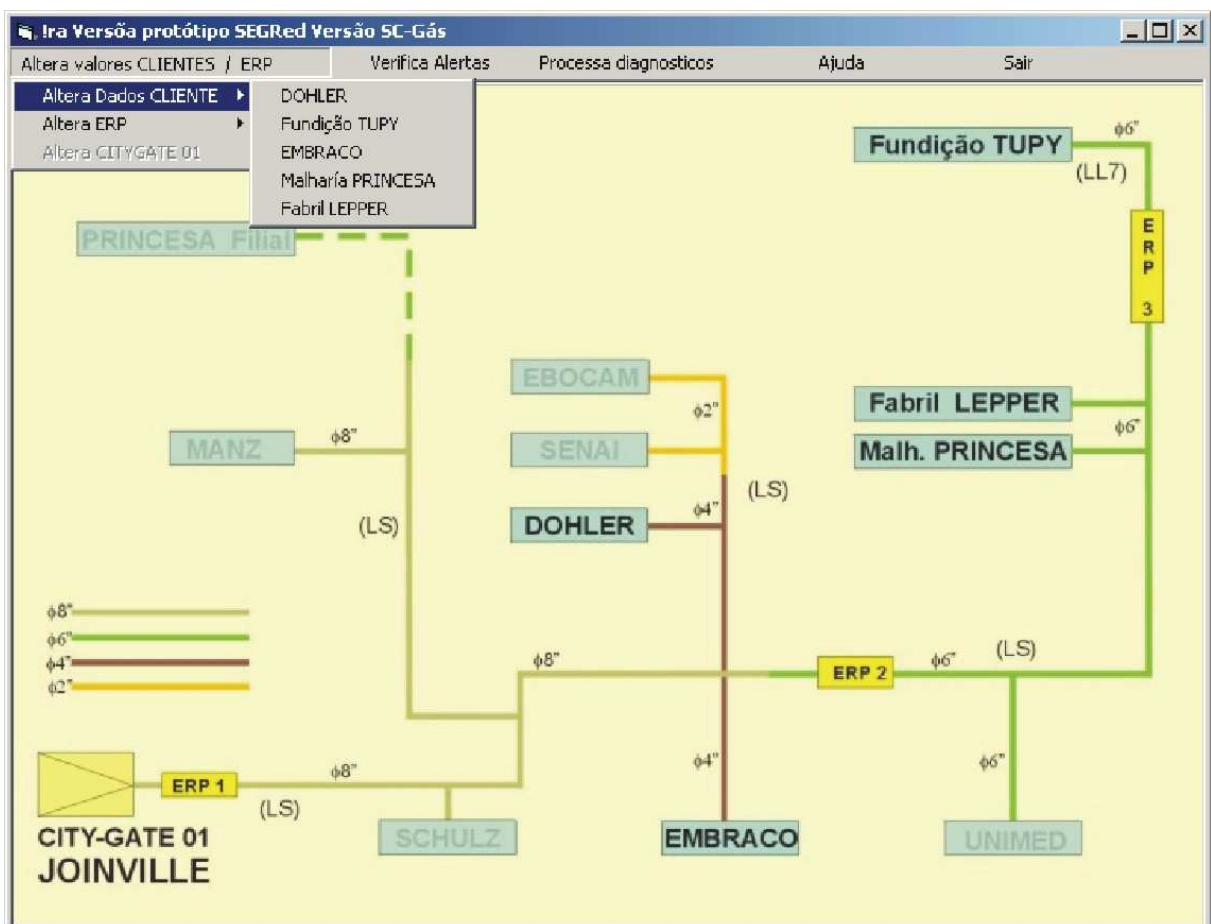 !ra Versõa protótipo SEGRed Versão SC-Gás
Altera valores CLIENTES / ERP Verifica Alertas Processa diagnosticos Ajuda Sair
Altera Dados CLIENTE
Altera ERP
Altera CITYGATE 01
DOHLER
Fundição TUPY
EMBRACO
Malharía PRINCESA
Fabril LEPPER
Fundição TUPY
ϕ6"
(LL7)
ERP 3
PRINCESA Filial
EBOCAM
ϕ2"
Fabril LEPPER
ϕ6"
MANZ
ϕ8"
SENAI
Malh. PRINCESA
(LS)
ϕ4"
(LS)
DOHLER
ϕ8"
ϕ6"
ϕ4"
ϕ2"
ϕ8"
ERP 2
ϕ6"
(LS)
ERP 1
ϕ8"
(LS)
ϕ4"
ϕ6"
CITY-GATE 01
JOINVILLE
SCHULZ
EMBRACO
UNIMED